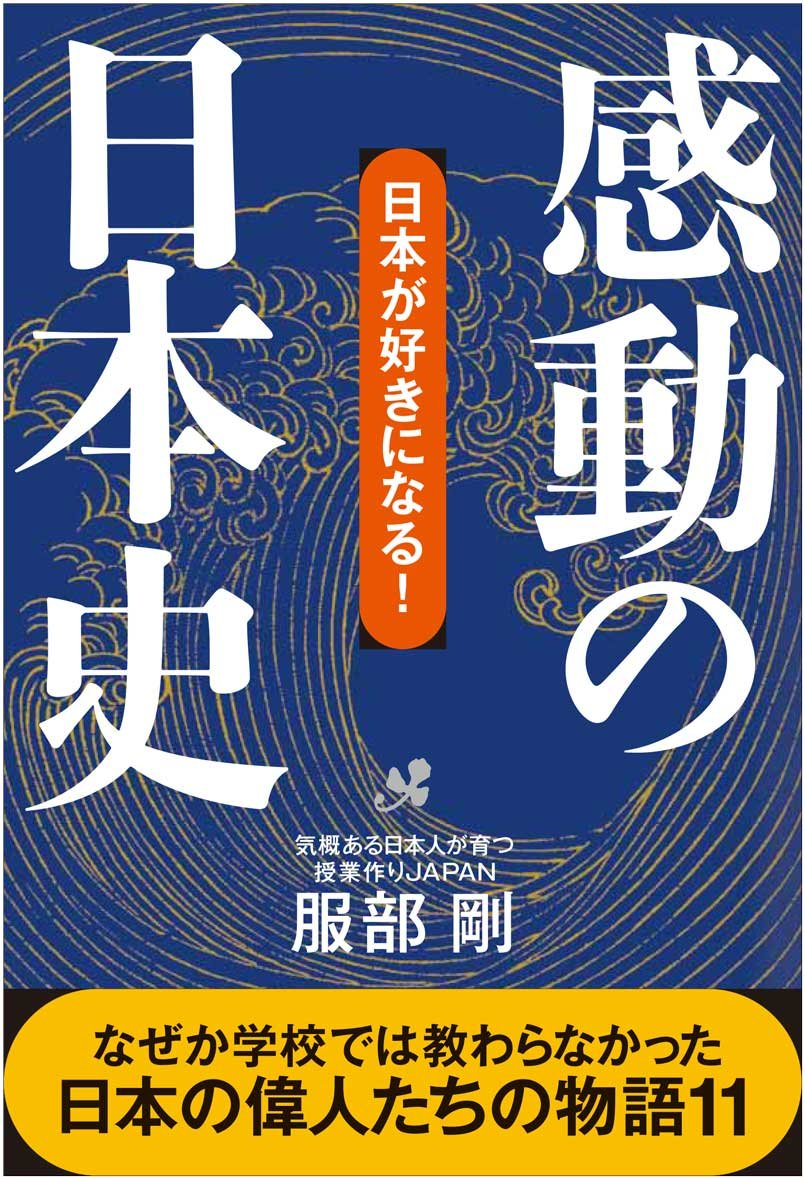 感動の
日本史
日本が好きになる！
気概ある日本人が育つ
授業作りJAPAN
服部 剛
なぜか学校では教わらなかった
日本の偉人たちの物語11